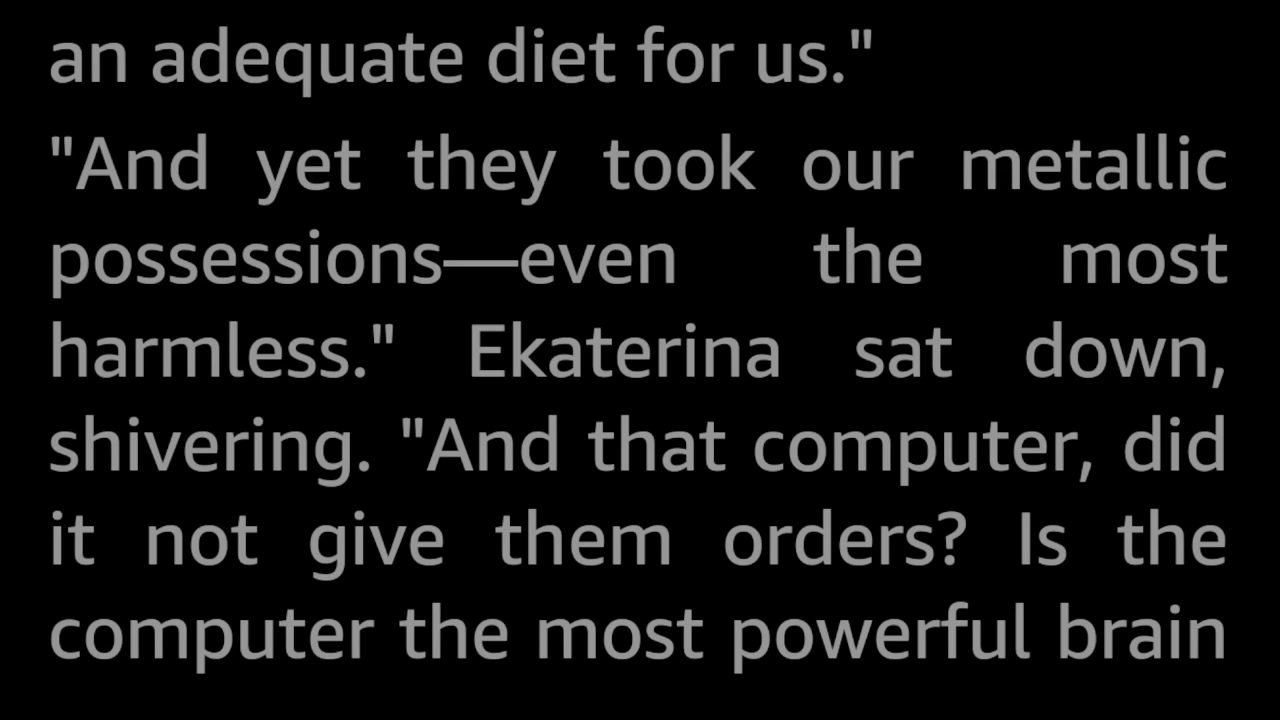 an adequate diet for us."
"And yet they took our metallic
possessions—even the most
harmless." Ekaterina sat down,
shivering. "And that computer, did
it not give them orders? Is the
computer the most powerful brain